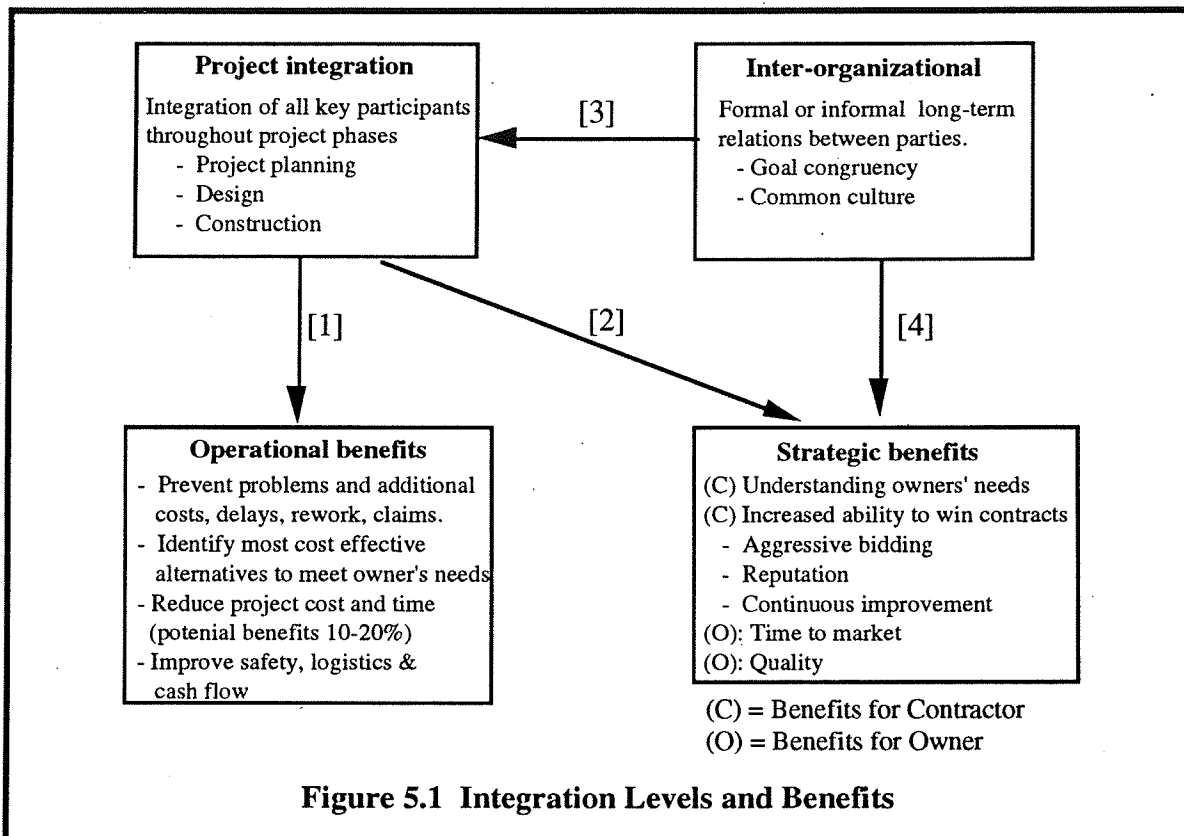 Project integration
Integration of all key participants
throughout project phases
- Project planning
- Design
- Construction
[3]
Inter-organizational
Formal or informal long-term
relations between parties.
- Goal congruency
- Common culture
[1]
[2]
[4]
Operational benefits
- Prevent problems and additional
costs, delays, rework, claims.
- Identify most cost effective
alternatives to meet owner's needs
- Reduce project cost and time
(potenial benefits 10-20%)
- Improve safety, logistics &
cash flow
Strategic benefits
(C) Understanding owners' needs
(C) Increased ability to win contracts
- Aggressive bidding
- Reputation
- Continuous improvement
(O): Time to market
(O): Quality
(C) = Benefits for Contractor
(O) = Benefits for Owner
Figure 5.1 Integration Levels and Benefits